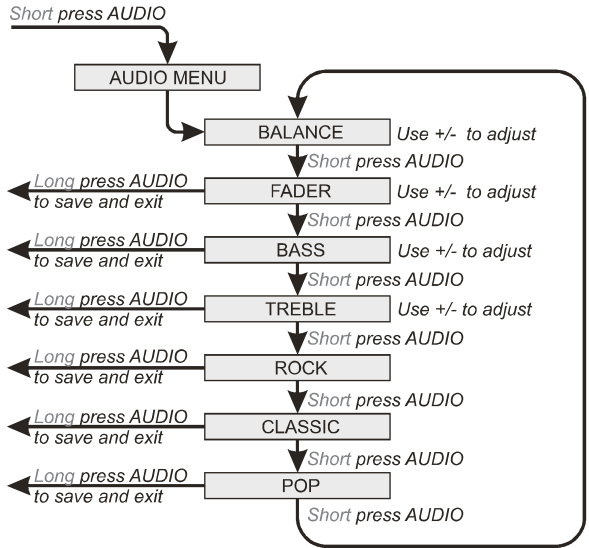 Short press AUDIO
AUDIO MENU
BALANCE
Use +/- to adjust
Short press AUDIO
Long press AUDIO
to save and exit
FADER
Use +/- to adjust
Short press AUDIO
Long press AUDIO
to save and exit
BASS
Use +/- to adjust
Short press AUDIO
Long press AUDIO
to save and exit
TREBLE
Use +/- to adjust
Short press AUDIO
Long press AUDIO
to save and exit
ROCK
Short press AUDIO
Long press AUDIO
to save and exit
CLASSIC
Short press AUDIO
Long press AUDIO
to save and exit
POP
Short press AUDIO